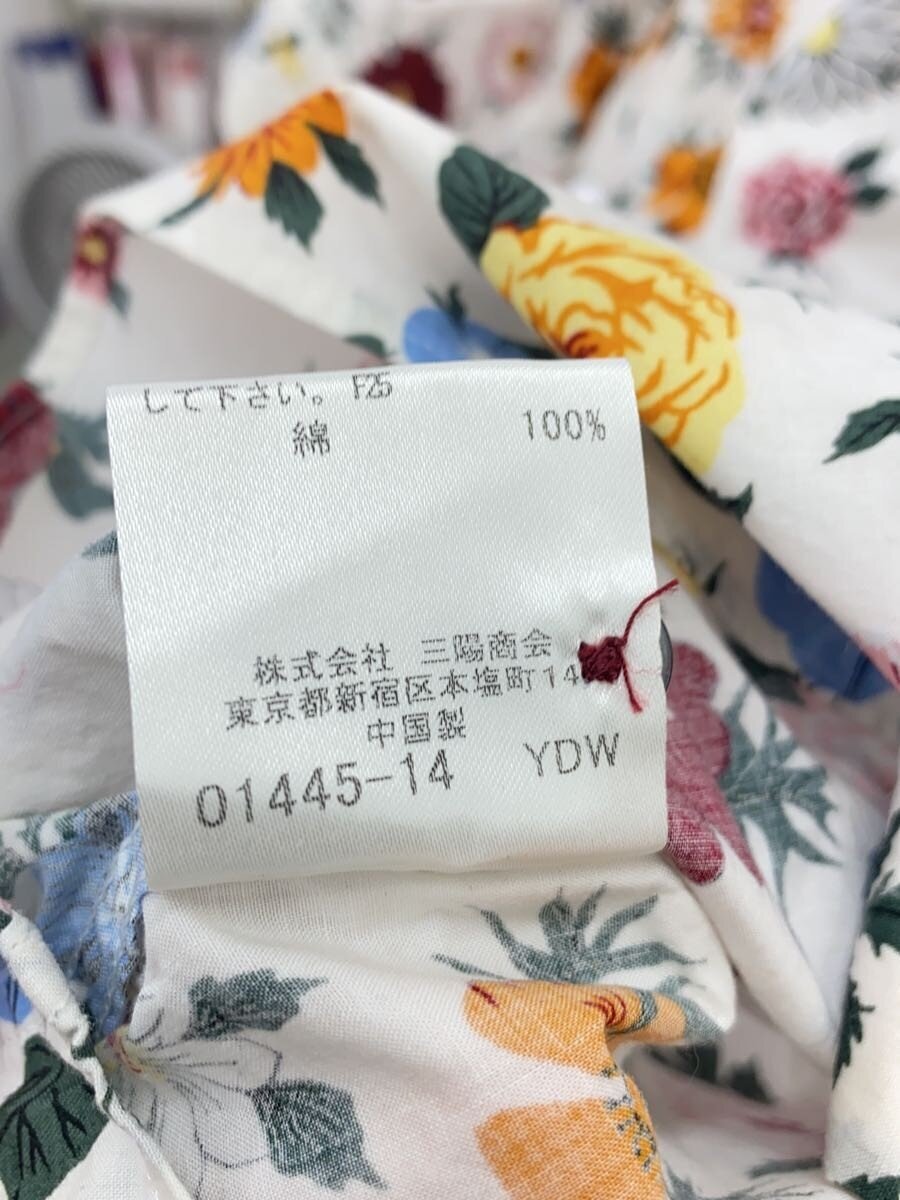 して下さい。 F25
綿 100%
株式会社 三陽商会
東京都新宿区本塩町14
中国製
01445-14 YDW